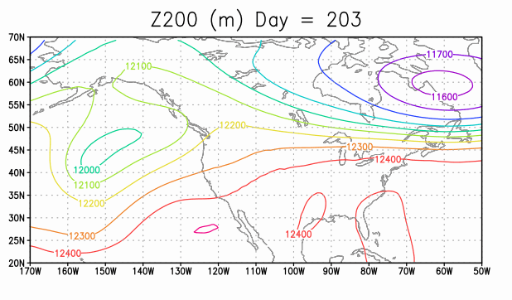 Z200 (m) Day = 203
70N
65N
60N
55N
50N
45N
40N
35N
30N
25N
20N
12100
11700
11600
12200
12300
12400
12000
12100
12200
12300
12400
12400
170W 160W 150W 140W 130W 120W 110W 100W 90W 80W 70W 60W 50W